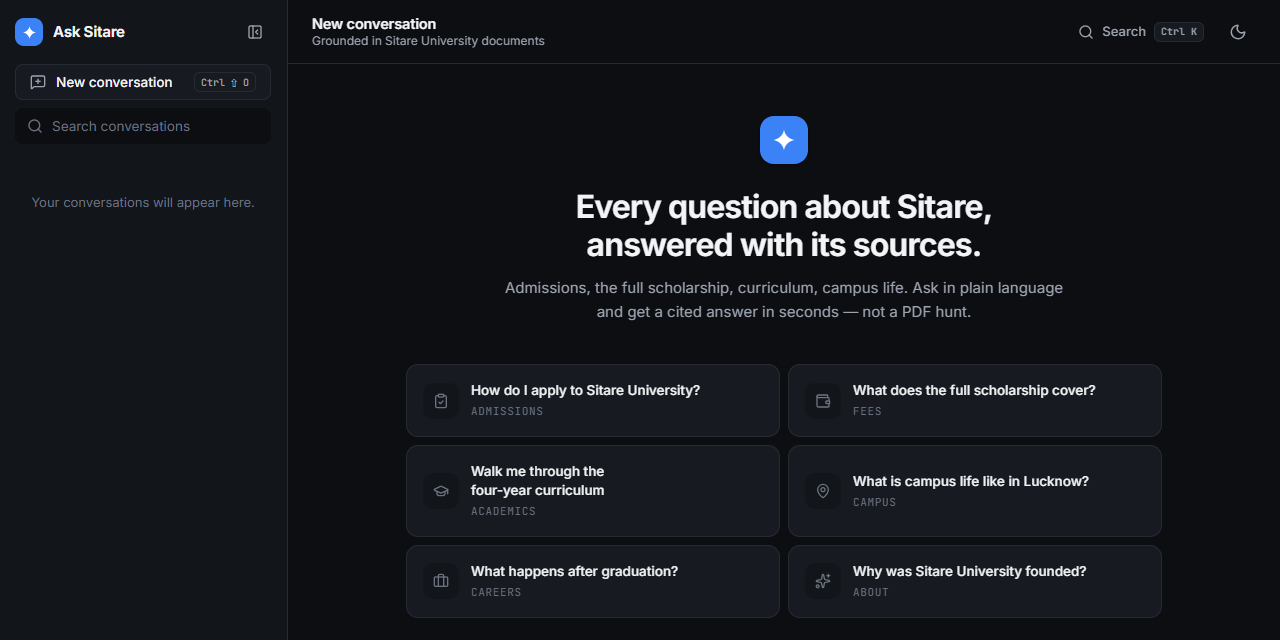 Ask Sitare
New conversation
Ctrl ⇧ O
Search conversations
Your conversations will appear here.
New conversation
Grounded in Sitare University documents
Search
Ctrl K
Every question about Sitare,
answered with its sources.
Admissions, the full scholarship, curriculum, campus life. Ask in plain language
and get a cited answer in seconds — not a PDF hunt.
How do I apply to Sitare University?
ADMISSIONS
What does the full scholarship cover?
FEES
Walk me through the
four-year curriculum
ACADEMICS
What is campus life like in Lucknow?
CAMPUS
What happens after graduation?
CAREERS
Why was Sitare University founded?
ABOUT